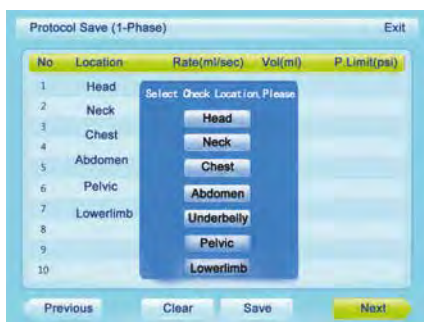 Protocol Save (1-Phase) Exit
No Location Rate(ml/sec) Vol(ml) P.Limit(psi)
1 Head
2 Neck
3 Chest
4
5 Abdomen
6 Pelvic
7 Lowerlimb
8
9
10
Select Check Location, Please
Head
Neck
Chest
Abdomen
Underbelly
Pelvic
Lowerlimb
Previous Clear Save Next